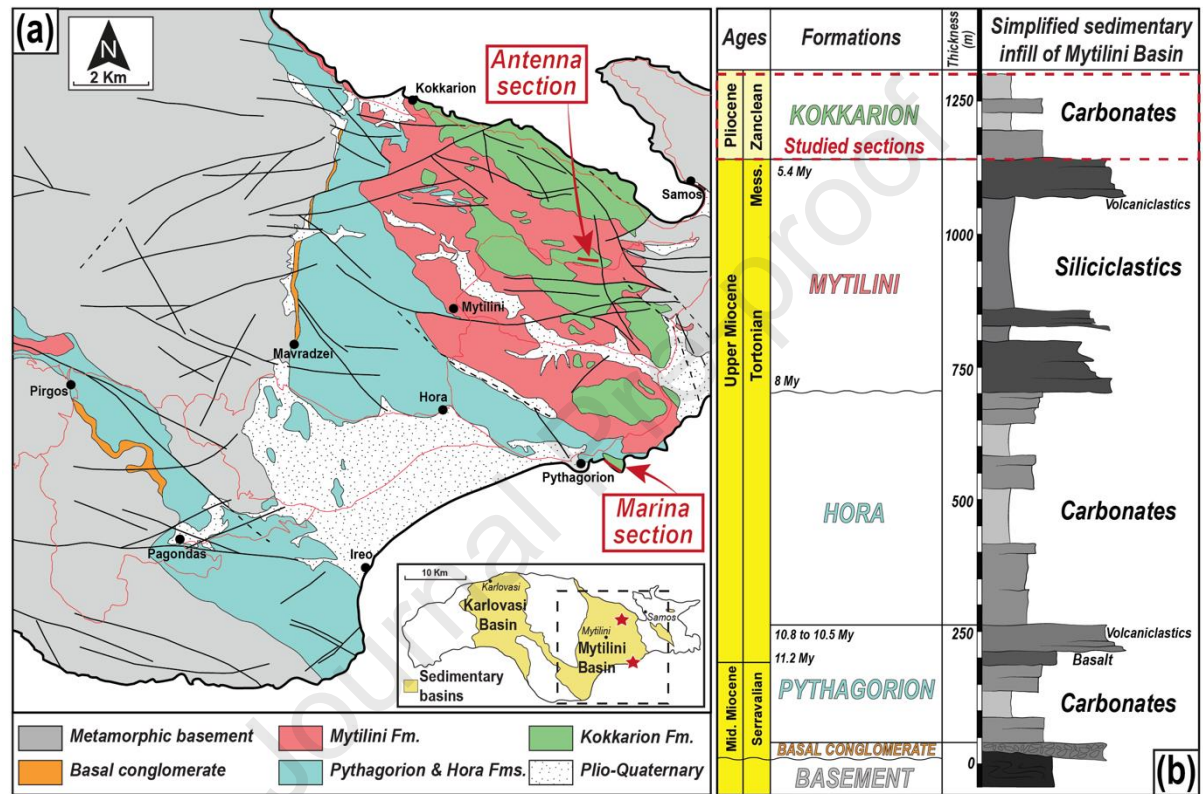 (a)
N
2 Km
Antenna
section
Kokkarion
Samos
Mytilini
Mavradzei
Pirgos
Hora
Pythagorion
Marina
section
Pagondas
Ireo
10 Km
Karlovasi
Karlovasi
Basin
Samos
Mytilini
Mytilini
Basin
Sedimentary
basins
Metamorphic basement
Mytilini Fm.
Kokkarion Fm.
Basal conglomerate
Pythagorion & Hora Fms.
Plio-Quaternary
Ages
Formations
Thickness
(m)
Simplified sedimentary
infill of Mytilini Basin
Pliocene
Zanclean
KOKKARION
Studied sections
1250
Carbonates
Upper Miocene
Mess.
5.4 My
Volcaniclastics
1000
Siliciclastics
Tortonian
MYTILINI
750
8 My
HORA
500
Carbonates
10.8 to 10.5 My
250
Volcaniclastics
11.2 My
Basalt
Mid. Miocene
Serravalian
PYTHAGORION
Carbonates
BASAL CONGLOMERATE
0
BASEMENT
(b)
Journal Pre-proof